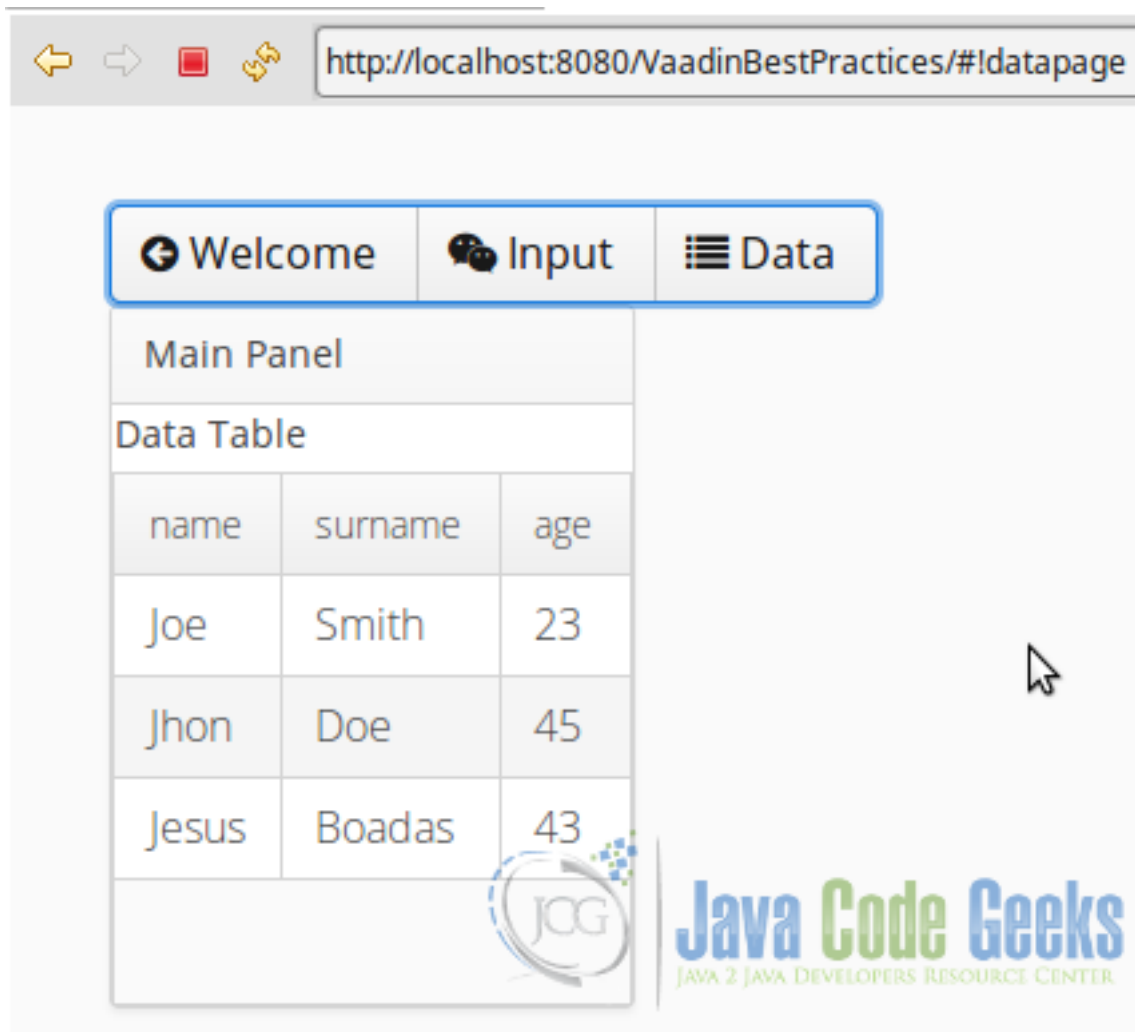 http://localhost:8080/VaadinBestPractices/#!datapage
Welcome Input Data
Main Panel
Data Table
name surname age
Joe Smith 23
Jhon Doe 45
Jesus Boadas 43
JCG Java Code Geeks
JAVA 2 JAVA DEVELOPERS RESOURCE CENTER